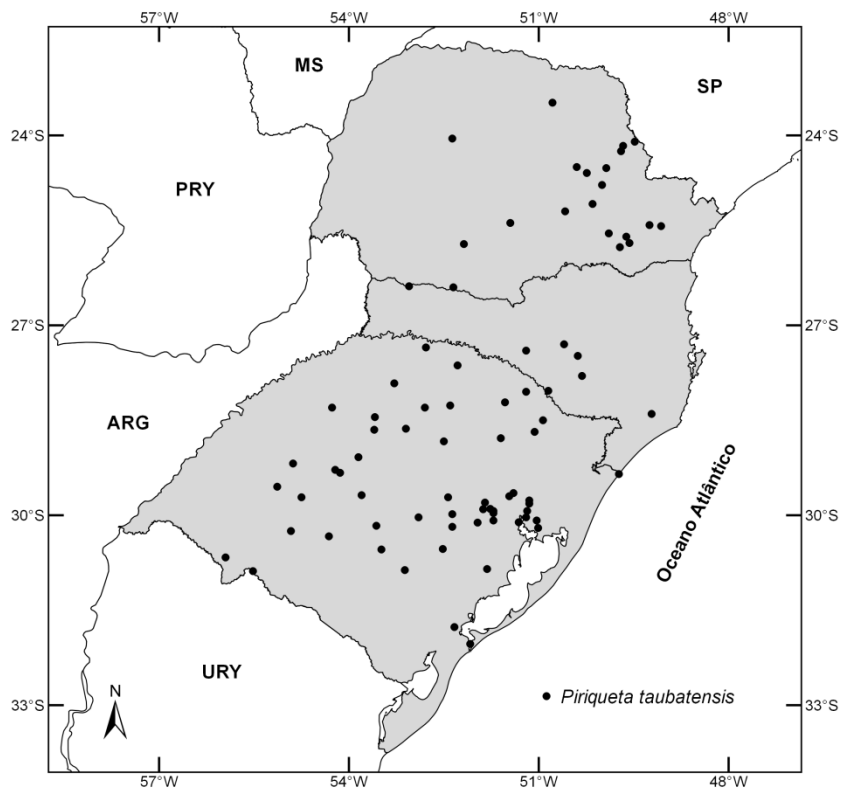 57°W 54°W 51°W 48°W
MS
SP
24°S 24°S
PRY
27°S 27°S
ARG
Oceano Atlântico
30°S 30°S
URY
N
Piriqueta taubatensis
33°S 33°S
57°W 54°W 51°W 48°W